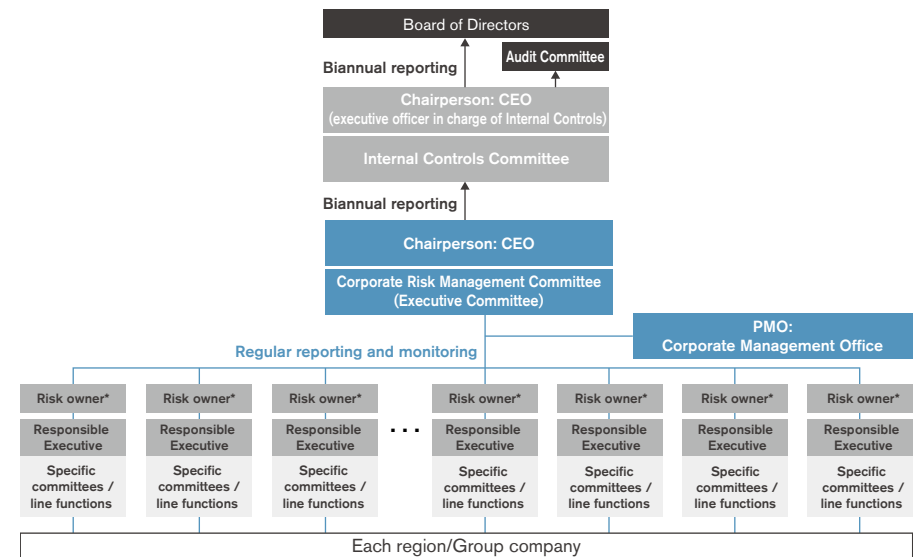 Board of Directors
Audit Committee
Biannual reporting
Chairperson: CEO
(executive officer in charge of Internal Controls)
Internal Controls Committee
Biannual reporting
Chairperson: CEO
Corporate Risk Management Committee
(Executive Committee)
PMO:
Corporate Management Office
Regular reporting and monitoring
Risk owner* Risk owner* Risk owner* Risk owner* Risk owner* Risk owner* Risk owner*
...
Responsible Responsible Responsible Responsible Responsible Responsible Responsible
Executive Executive Executive Executive Executive Executive Executive
Specific Specific Specific Specific Specific Specific Specific
committees / committees / committees / committees / committees / committees / committees /
line functions line functions line functions line functions line functions line functions line functions
Each region/Group company